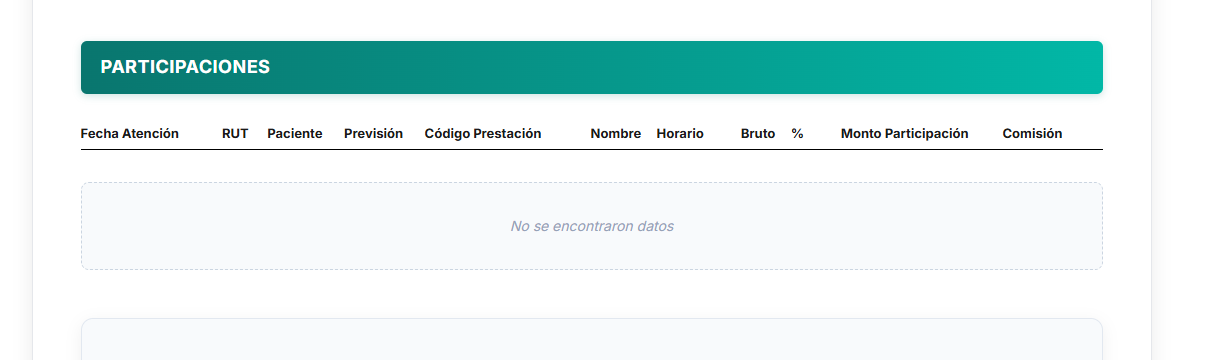 PARTICIPACIONES
Fecha Atención RUT Paciente Previsión Código Prestación Nombre Horario Bruto % Monto Participación Comisión
No se encontraron datos